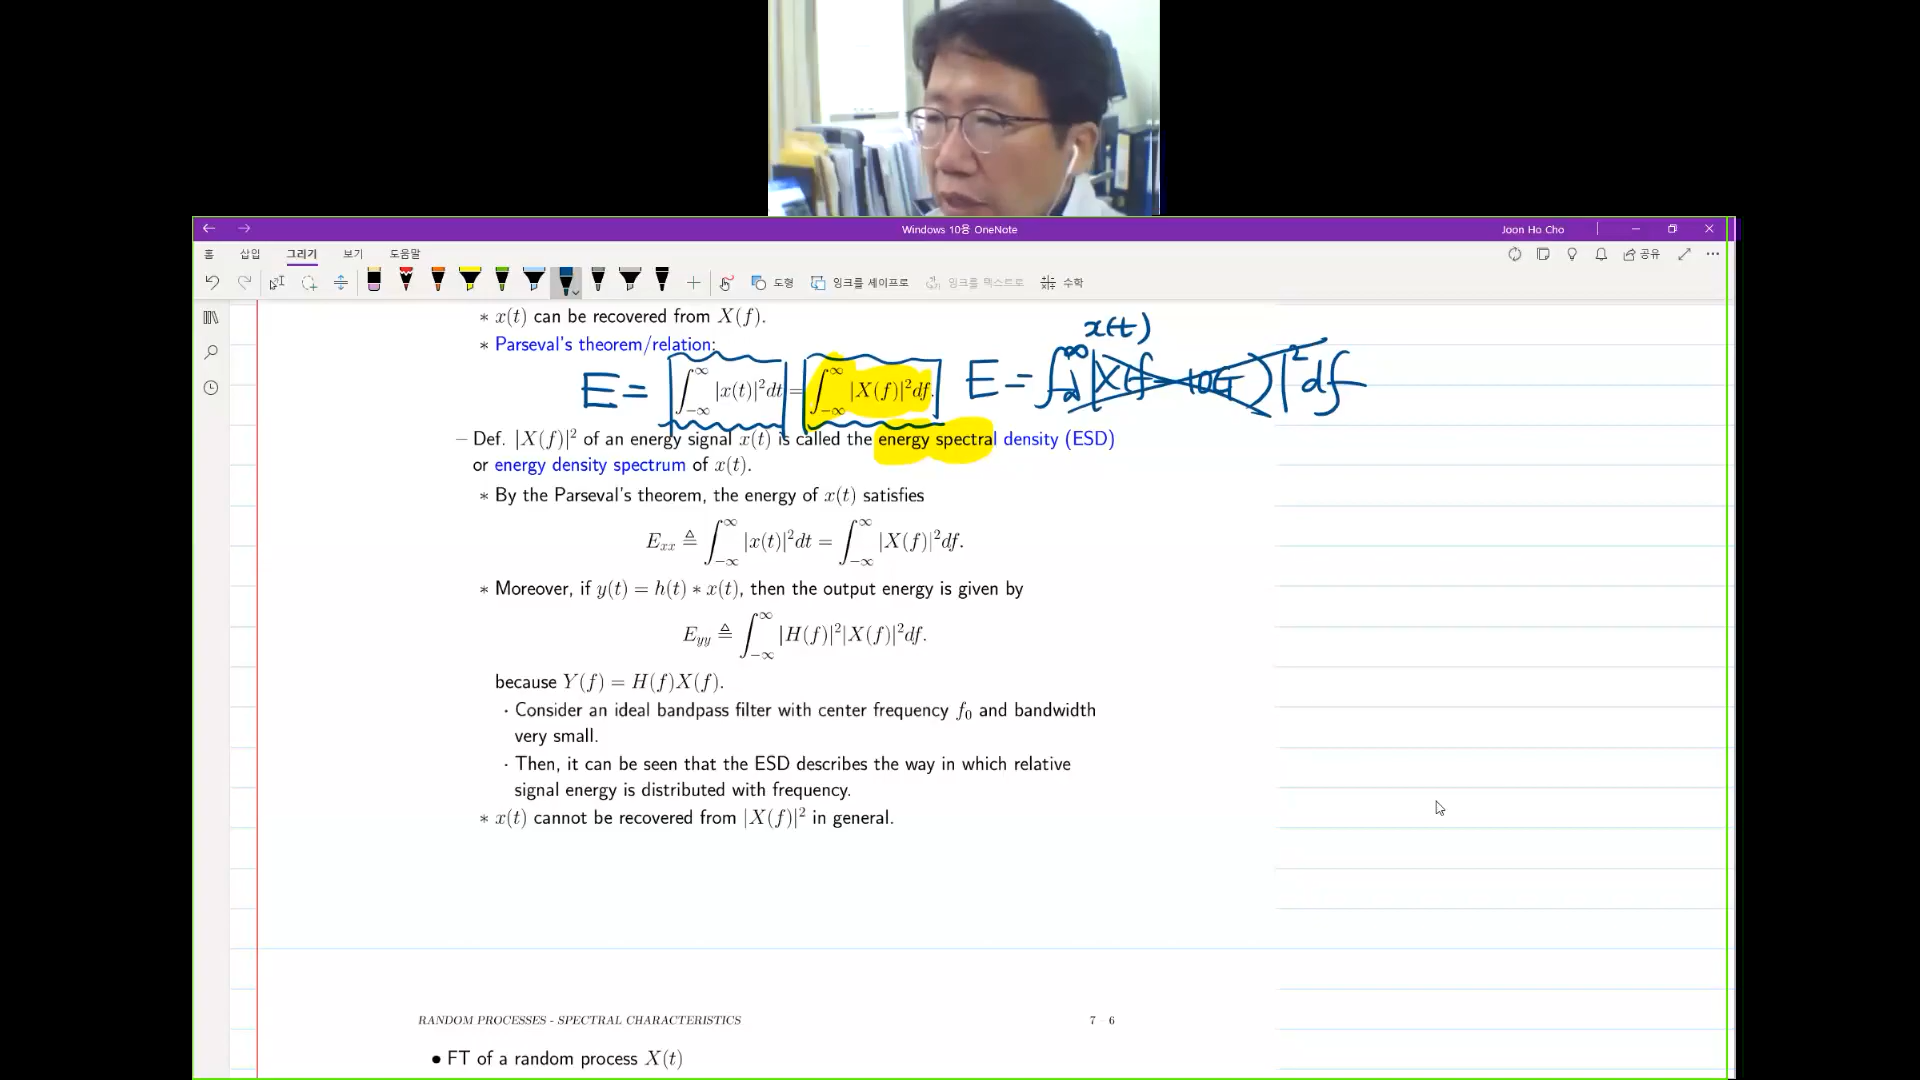 Windows 10용 OneNote
Joon Ho Cho
홈 삽입 그리기 보기 도움말
공유
도형 잉크를 셰이프로 잉크를 텍스트로 수학
∗ x(t) can be recovered from X(f).
x(t)
∗ Parseval's theorem/relation:
E = ∫_{-∞}^{∞} |x(t)|²dt = ∫_{-∞}^{∞} |X(f)|²df.
– Def. |X(f)|² of an energy signal x(t) is called the energy spectral density (ESD)
or energy density spectrum of x(t).
∗ By the Parseval's theorem, the energy of x(t) satisfies
E_{xx} ≜ ∫_{-∞}^{∞} |x(t)|²dt = ∫_{-∞}^{∞} |X(f)|²df.
∗ Moreover, if y(t) = h(t) ∗ x(t), then the output energy is given by
E_{yy} ≜ ∫_{-∞}^{∞} |H(f)|²|X(f)|²df.
because Y(f) = H(f)X(f).
· Consider an ideal bandpass filter with center frequency f₀ and bandwidth
very small.
· Then, it can be seen that the ESD describes the way in which relative
signal energy is distributed with frequency.
∗ x(t) cannot be recovered from |X(f)|² in general.
RANDOM PROCESSES - SPECTRAL CHARACTERISTICS
7 – 6
• FT of a random process X(t)